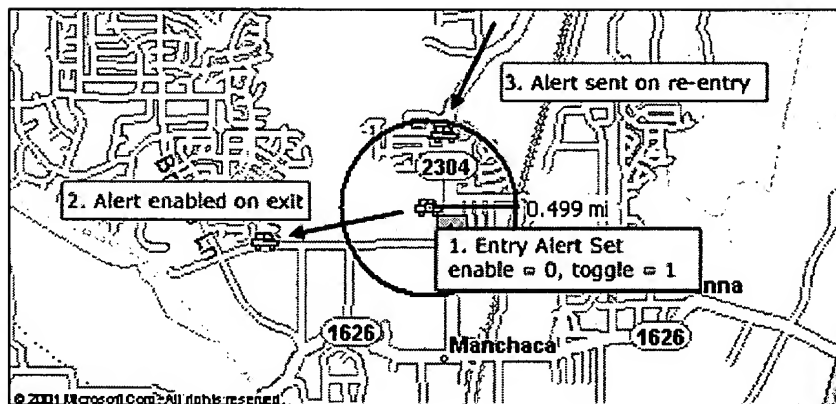 3. Alert sent on re-entry
2304
2. Alert enabled on exit
0.499 mi
1. Entry Alert Set
enable = 0, toggle = 1
nna
1626
Manchaca
1626
© 2001 Microsoft Corp. All rights reserved.